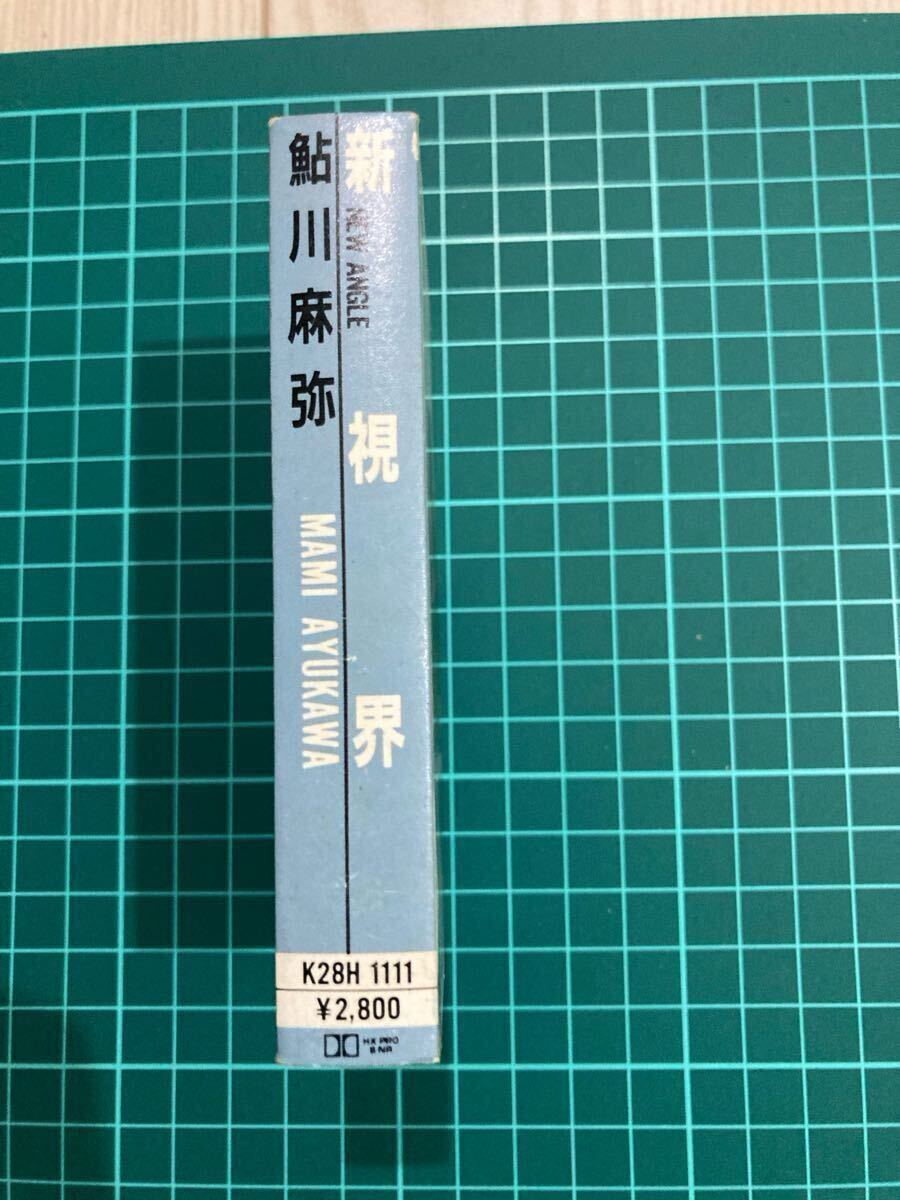 鮎川麻弥 MAMI AYUKAWA
新視界
NEW ANGLE
K28H 1111
¥2,800
HX PRO
B NR